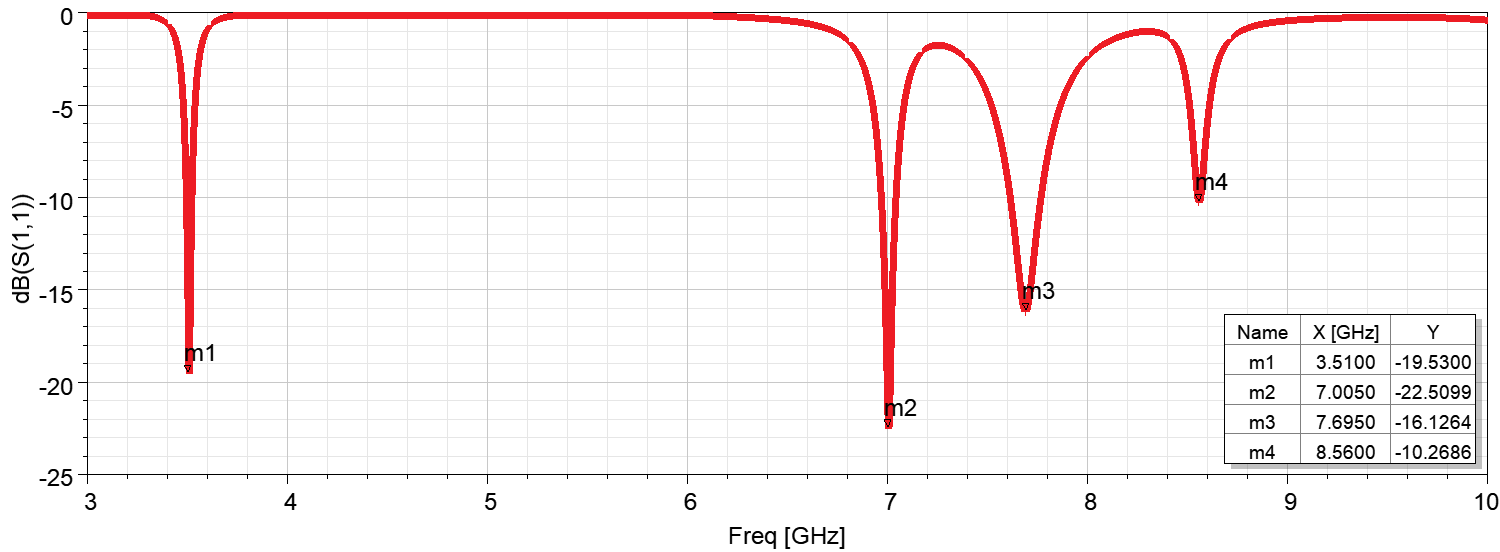 0
-5
-10
-15
-20
-25
dB(S(1,1))
m1
m2
m3
m4
Name X [GHz] Y
m1 3.5100 -19.5300
m2 7.0050 -22.5099
m3 7.6950 -16.1264
m4 8.5600 -10.2686
3 4 5 6 7 8 9 10
Freq [GHz]